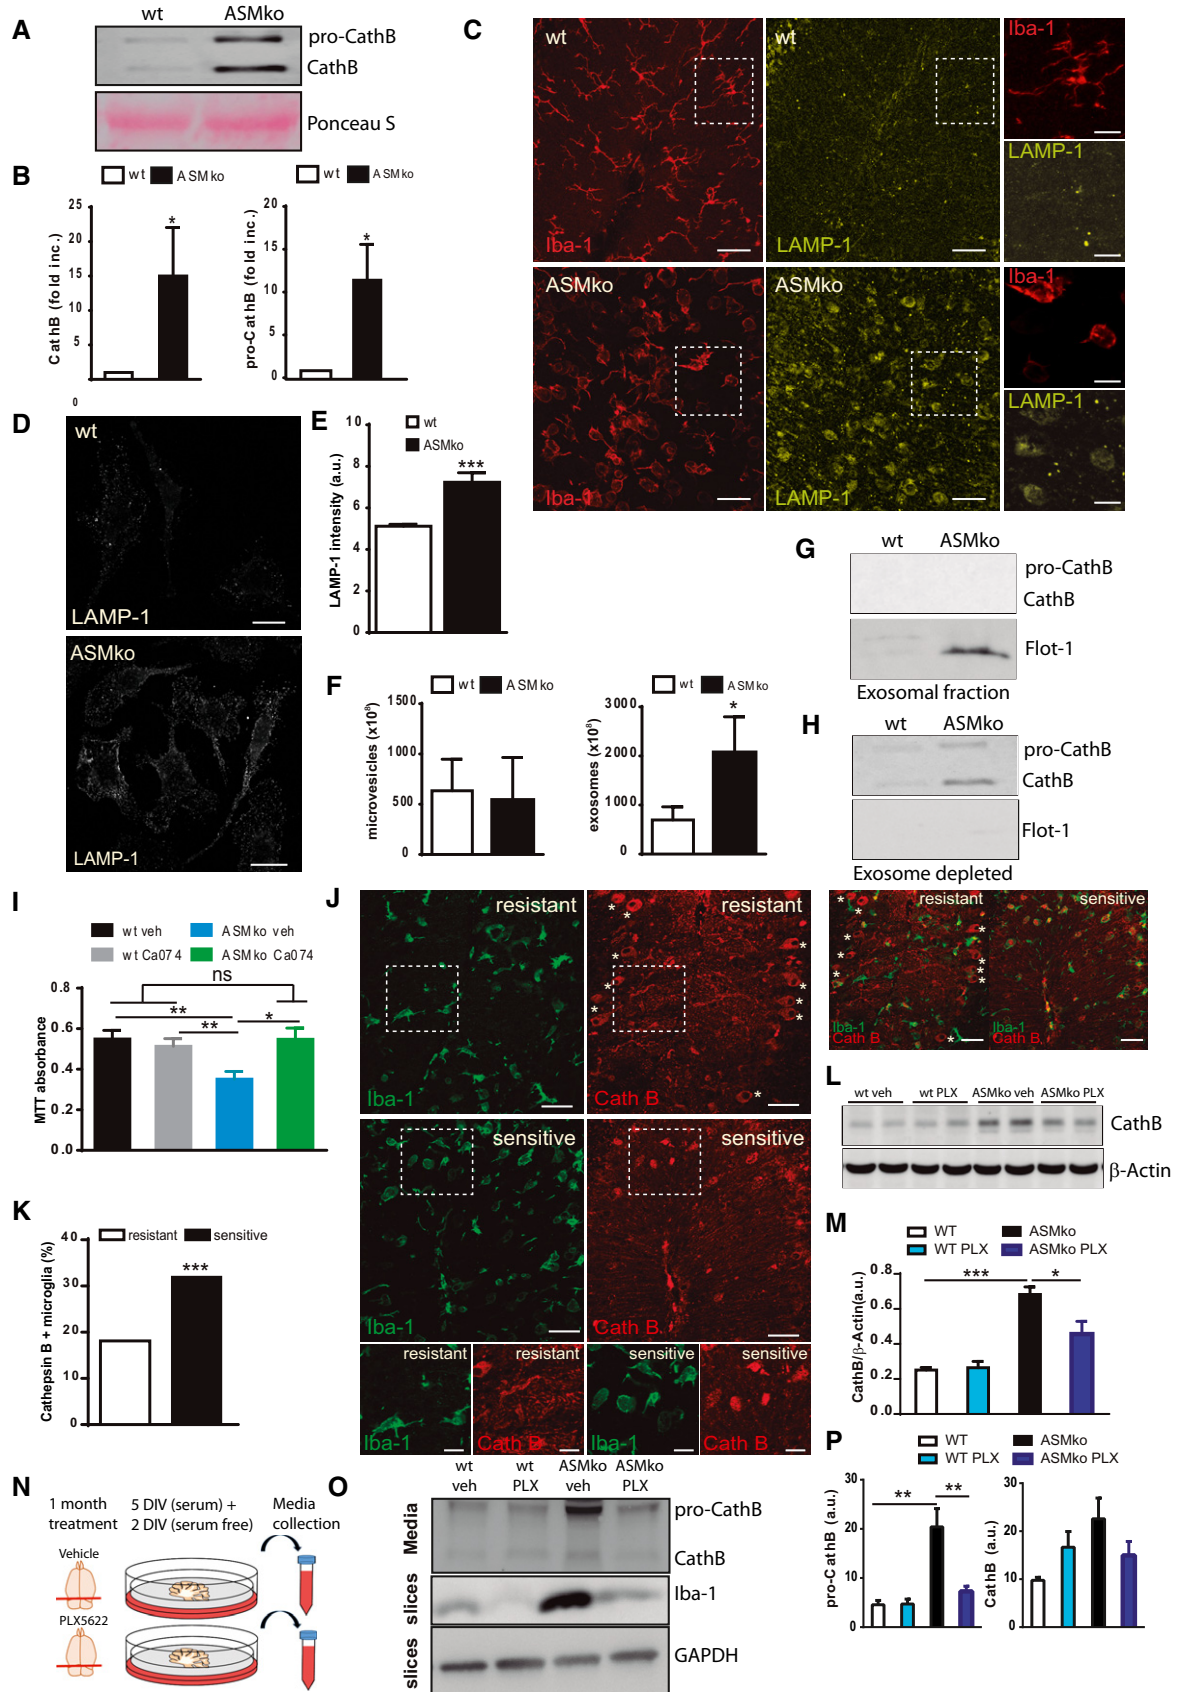 A
wt ASMko
pro-CathB
CathB
Ponceau S
B
wt ASMko
CathB (fold inc.)
25
20
15
10
5
0
*
wt ASMko
pro-CathB (fold inc.)
20
15
10
5
0
*
C
wt
Iba-1
wt
LAMP-1
Iba-1
LAMP-1
ASMko
Iba-1
ASMko
LAMP-1
Iba-1
LAMP-1
D
wt
LAMP-1
ASMko
LAMP-1
E
wt
ASMko
LAMP-1 intensity (a.u.)
10
8
6
4
2
0
***
F
wt ASMko
microvesicles (x10⁸)
1500
1000
500
0
wt ASMko
exosomes (x10⁸)
3000
2000
1000
0
*
G
wt ASMko
pro-CathB
CathB
Flot-1
Exosomal fraction
H
wt ASMko
pro-CathB
CathB
Flot-1
Exosome depleted
I
wt veh ASMko veh
wt Ca074 ASMko Ca074
MTT absorbance
0.8
0.6
0.4
0.2
0.0
ns
**
**
*
J
resistant
Iba-1
resistant
Cath B
sensitive
Iba-1
sensitive
Cath B
resistant
Iba-1
resistant
Cath B
sensitive
Iba-1
sensitive
Cath B
resistant
Iba-1
Cath B
sensitive
Iba-1
Cath B
K
resistant sensitive
Cathepsin B + microglia (%)
40
30
20
10
0
***
L
wt veh wt PLX ASMko veh ASMko PLX
CathB
β-Actin
M
WT ASMko
WT PLX ASMko PLX
CathB/β-Actin(a.u.)
0.8
0.6
0.4
0.2
0.0
***
*
N
1 month treatment
5 DIV (serum) +
2 DIV (serum free)
Media collection
Vehicle
PLX5622
O
wt veh
wt PLX
ASMko veh
ASMko PLX
Media
pro-CathB
CathB
slices
Iba-1
slices
GAPDH
P
WT ASMko
WT PLX ASMko PLX
pro-CathB (a.u.)
30
20
10
0
**
**
CathB (a.u.)
30
20
10
0